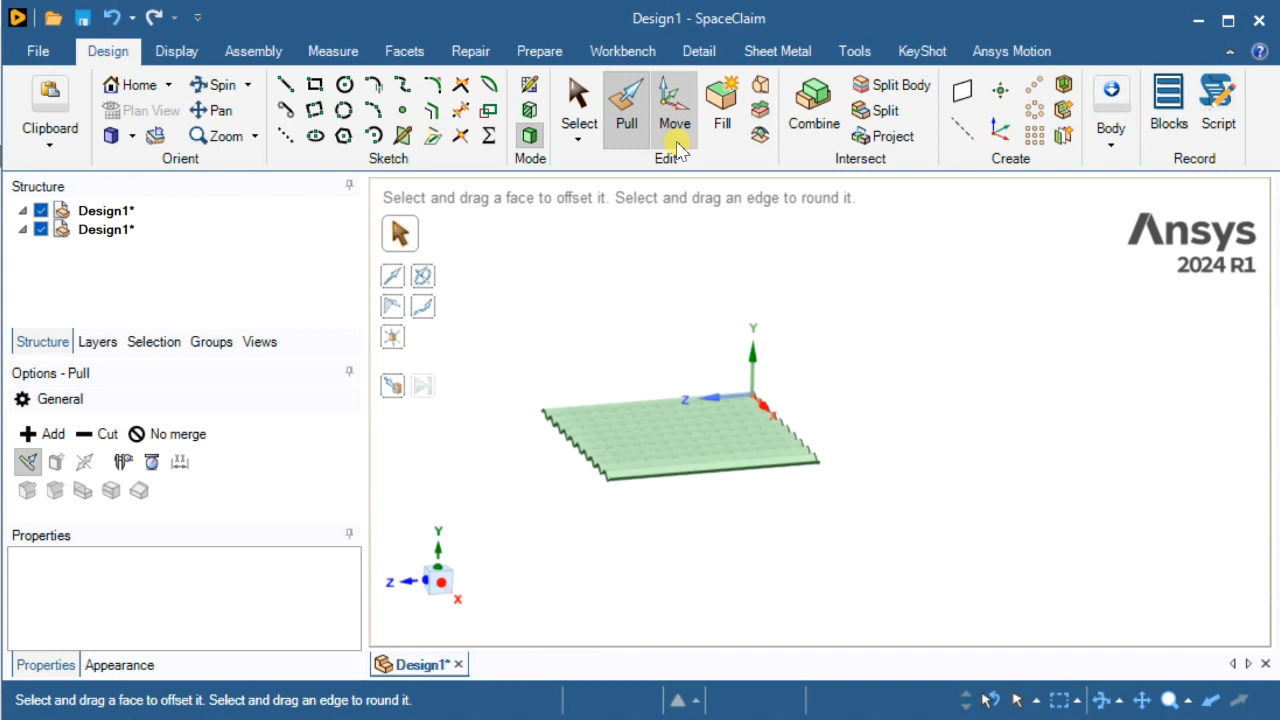 Design1 - SpaceClaim
File Design Display Assembly Measure Facets Repair Prepare Workbench Detail Sheet Metal Tools KeyShot Ansys Motion
Clipboard
Home Spin
Plan View Pan
Zoom
Orient
Sketch
Mode
Select Pull Move Fill
Edit
Combine
Split Body
Split
Project
Intersect
Create
Body
Blocks Script
Record
Structure
Design1*
Design1*
Structure Layers Selection Groups Views
Options - Pull
General
Add Cut No merge
Properties
Properties Appearance
Select and drag a face to offset it. Select and drag an edge to round it.
Ansys
2024 R1
Y
Z
X
Y
Z
X
Design1*
Select and drag a face to offset it. Select and drag an edge to round it.